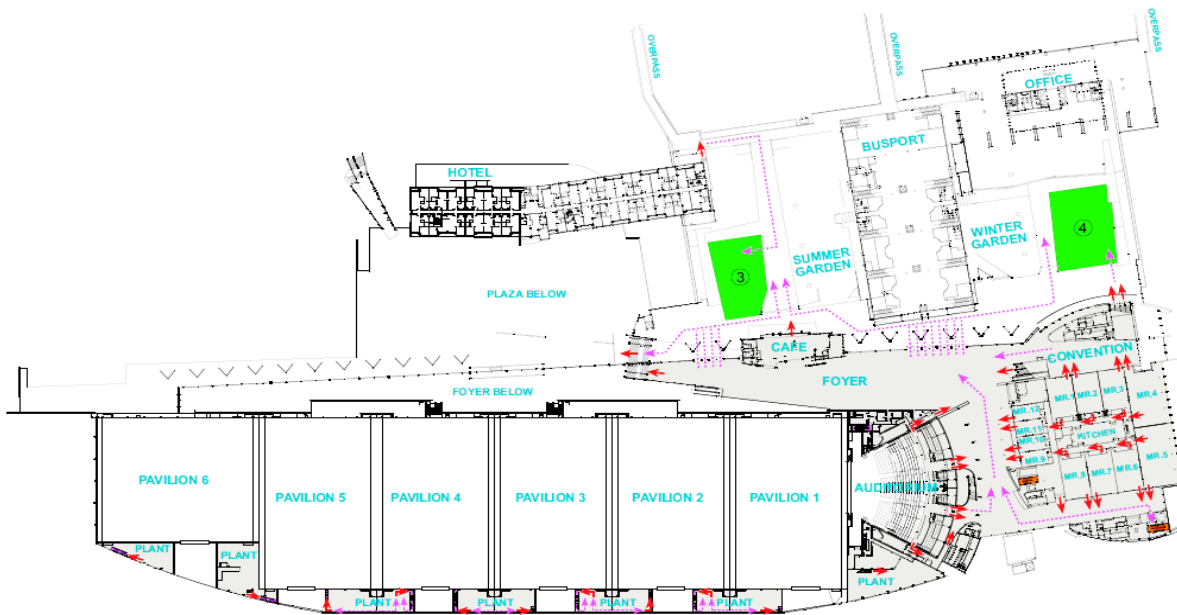 OVERPASS
OVERPASS
OVERPASS
OFFICE
BUSPORT
HOTEL
WINTER
GARDEN
④
SUMMER
GARDEN
③
PLAZA BELOW
CAFE
CONVENTION
FOYER
FOYER BELOW
MR.1
MR.2
MR.3
MR.4
MR.12
MR.11
MR.10
MR.9
KITCHEN
MR.8
MR.7
MR.6
MR.5
PAVILION 6
PAVILION 5
PAVILION 4
PAVILION 3
PAVILION 2
PAVILION 1
AUDITORIUM
PLANT
PLANT
PLANT
PLANT
PLANT
PLANT
PLANT